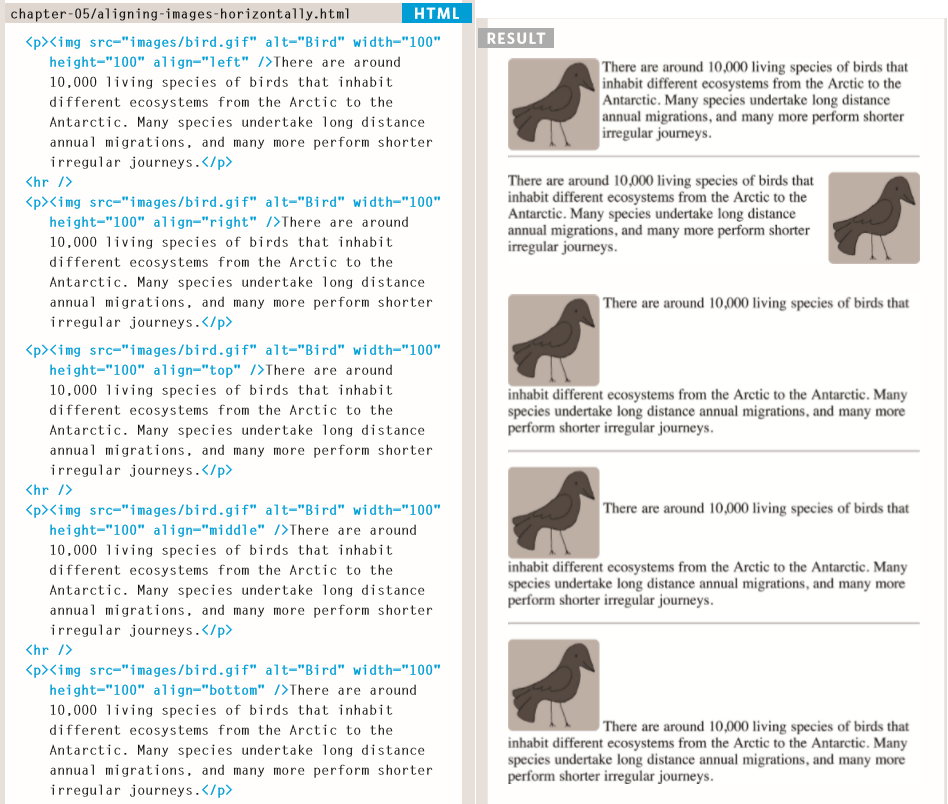 chapter-05/aligning-images-horizontally.html
HTML
<p><img src="images/bird.gif" alt="Bird" width="100"
height="100" align="left" />There are around
10,000 living species of birds that inhabit
different ecosystems from the Arctic to the
Antarctic. Many species undertake long distance
annual migrations, and many more perform shorter
irregular journeys.</p>
<hr />
<p><img src="images/bird.gif" alt="Bird" width="100"
height="100" align="right" />There are around
10,000 living species of birds that inhabit
different ecosystems from the Arctic to the
Antarctic. Many species undertake long distance
annual migrations, and many more perform shorter
irregular journeys.</p>
<p><img src="images/bird.gif" alt="Bird" width="100"
height="100" align="top" />There are around
10,000 living species of birds that inhabit
different ecosystems from the Arctic to the
Antarctic. Many species undertake long distance
annual migrations, and many more perform shorter
irregular journeys.</p>
<hr />
<p><img src="images/bird.gif" alt="Bird" width="100"
height="100" align="middle" />There are around
10,000 living species of birds that inhabit
different ecosystems from the Arctic to the
Antarctic. Many species undertake long distance
annual migrations, and many more perform shorter
irregular journeys.</p>
<hr />
<p><img src="images/bird.gif" alt="Bird" width="100"
height="100" align="bottom" />There are around
10,000 living species of birds that inhabit
different ecosystems from the Arctic to the
Antarctic. Many species undertake long distance
annual migrations, and many more perform shorter
irregular journeys.</p>
RESULT
There are around 10,000 living species of birds that
inhabit different ecosystems from the Arctic to the
Antarctic. Many species undertake long distance
annual migrations, and many more perform shorter
irregular journeys.
There are around 10,000 living species of birds that
inhabit different ecosystems from the Arctic to the
Antarctic. Many species undertake long distance
annual migrations, and many more perform shorter
irregular journeys.
There are around 10,000 living species of birds that
inhabit different ecosystems from the Arctic to the Antarctic. Many
species undertake long distance annual migrations, and many more
perform shorter irregular journeys.
There are around 10,000 living species of birds that
inhabit different ecosystems from the Arctic to the Antarctic. Many
species undertake long distance annual migrations, and many more
perform shorter irregular journeys.
There are around 10,000 living species of birds that
inhabit different ecosystems from the Arctic to the Antarctic. Many
species undertake long distance annual migrations, and many more
perform shorter irregular journeys.